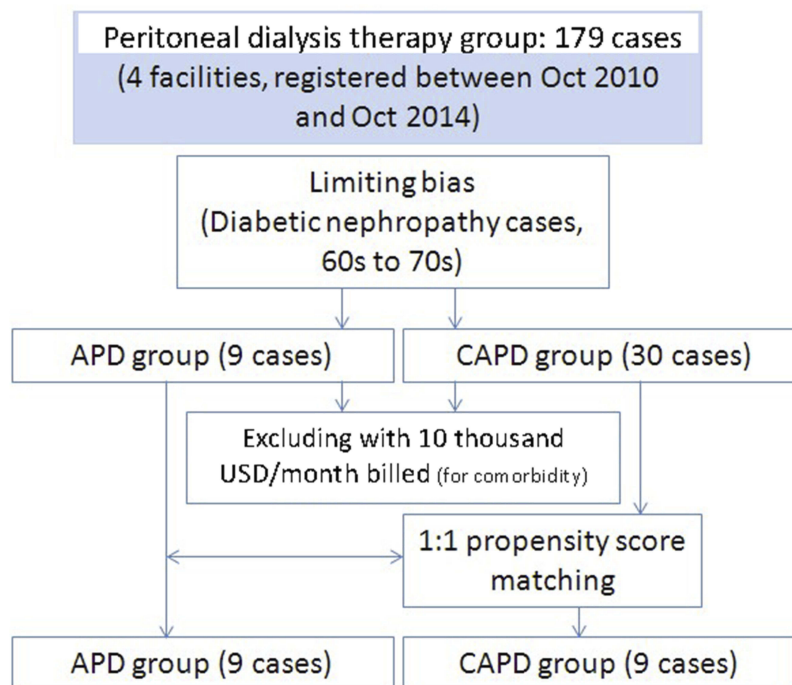 Peritoneal dialysis therapy group: 179 cases
(4 facilities, registered between Oct 2010
and Oct 2014)
Limiting bias
(Diabetic nephropathy cases,
60s to 70s)
APD group (9 cases)
CAPD group (30 cases)
Excluding with 10 thousand
USD/month billed (for comorbidity)
1:1 propensity score
matching
APD group (9 cases)
CAPD group (9 cases)